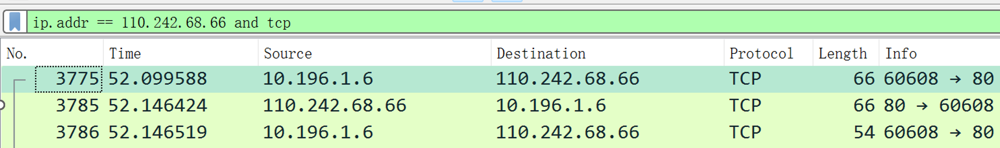 ip.addr == 110.242.68.66 and tcp
No. Time Source Destination Protocol Length Info
3775 52.099588 10.196.1.6 110.242.68.66 TCP 66 60608 → 80
3785 52.146424 110.242.68.66 10.196.1.6 TCP 66 80 → 60608
3786 52.146519 10.196.1.6 110.242.68.66 TCP 54 60608 → 80